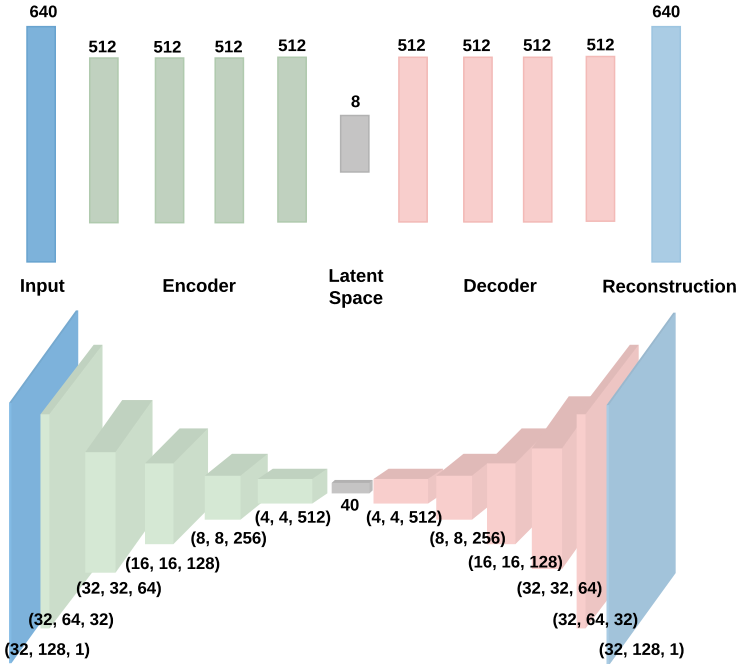 640 640
512 512 512 512 512 512 512 512
8
Input Encoder Latent Space Decoder Reconstruction
40
(4, 4, 512) (4, 4, 512)
(8, 8, 256) (8, 8, 256)
(16, 16, 128) (16, 16, 128)
(32, 32, 64) (32, 32, 64)
(32, 64, 32) (32, 64, 32)
(32, 128, 1) (32, 128, 1)